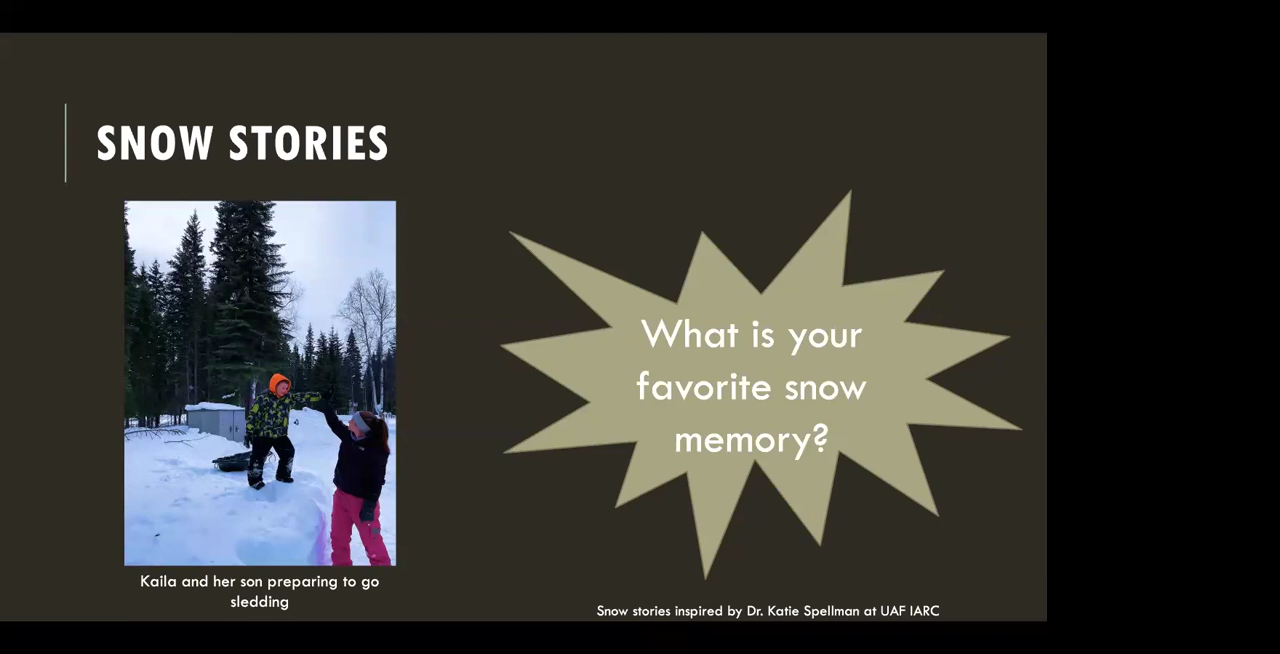 SNOW STORIES
What is your
favorite snow
memory?
Kaila and her son preparing to go
sledding
Snow stories inspired by Dr. Katie Spellman at UAF IARC